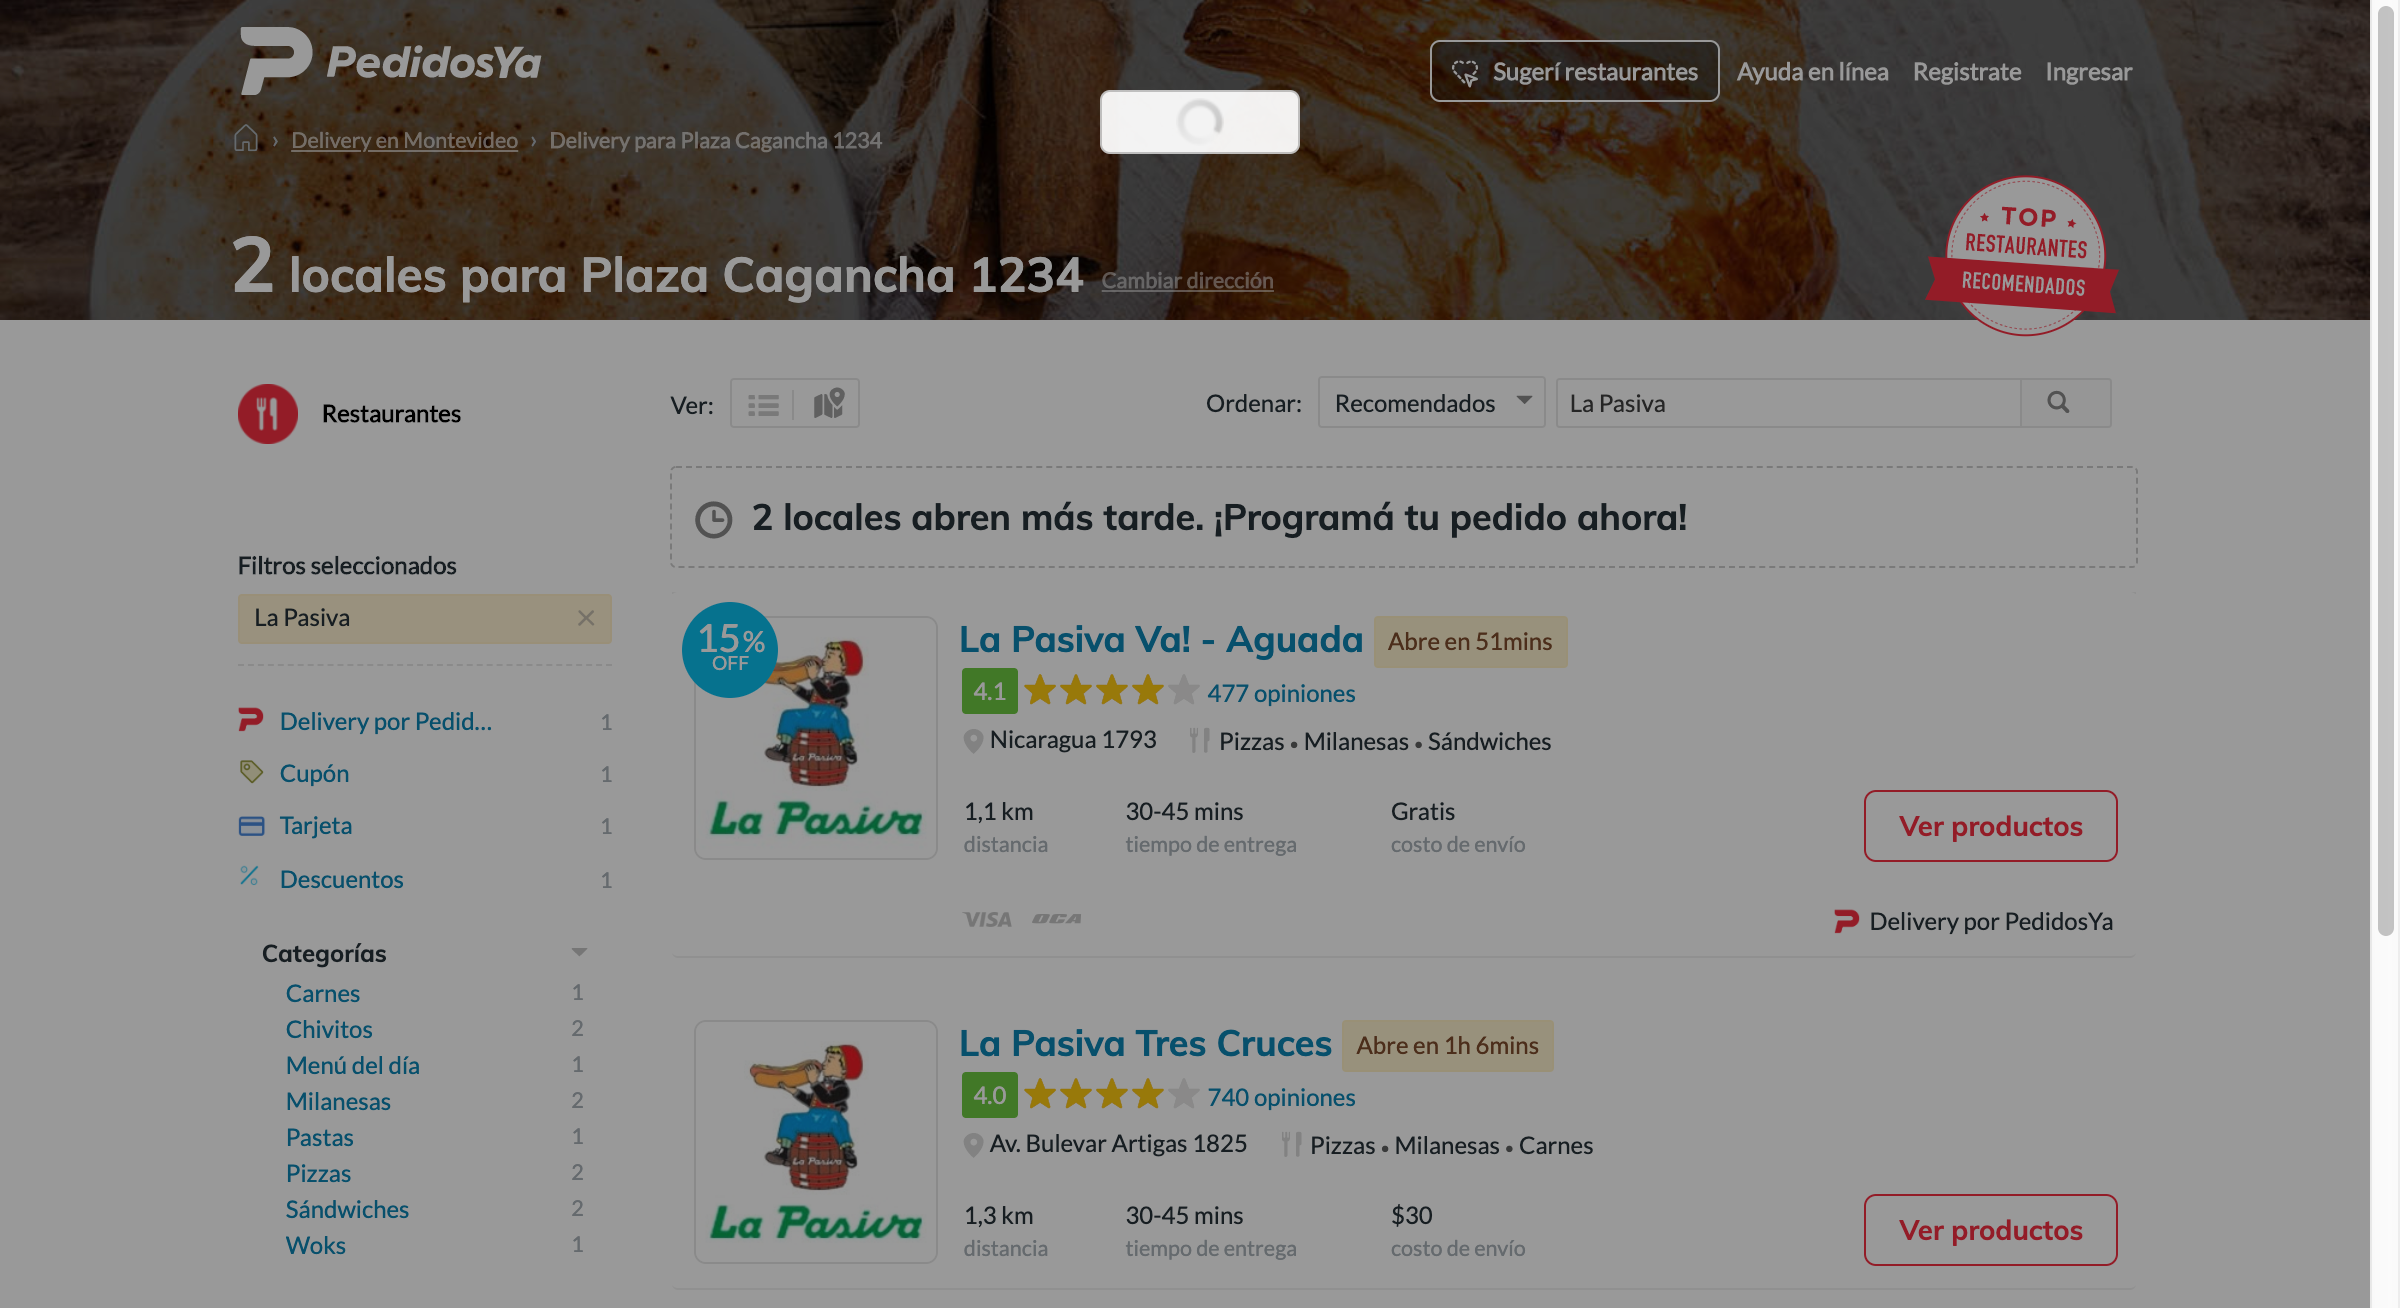 PedidosYa
Sugerí restaurantes
Ayuda en línea
Registrate
Ingresar
› Delivery en Montevideo › Delivery para Plaza Cagancha 1234
2 locales para Plaza Cagancha 1234 Cambiar dirección
TOP
RESTAURANTES
RECOMENDADOS
Restaurantes
Ver:
Ordenar: Recomendados
La Pasiva
2 locales abren más tarde. ¡Programá tu pedido ahora!
Filtros seleccionados
La Pasiva
Delivery por Pedid... 1
Cupón 1
Tarjeta 1
Descuentos 1
Categorías
Carnes 1
Chivitos 2
Menú del día 1
Milanesas 2
Pastas 1
Pizzas 2
Sándwiches 2
Woks 1
15% OFF
La Pasiva
La Pasiva
La Pasiva Va! - Aguada Abre en 51mins
4.1 477 opiniones
Nicaragua 1793 Pizzas • Milanesas • Sándwiches
1,1 km 30-45 mins Gratis
distancia tiempo de entrega costo de envío
Ver productos
VISA OCA
Delivery por PedidosYa
La Pasiva
La Pasiva
La Pasiva Tres Cruces Abre en 1h 6mins
4.0 740 opiniones
Av. Bulevar Artigas 1825 Pizzas • Milanesas • Carnes
1,3 km 30-45 mins $30
distancia tiempo de entrega costo de envío
Ver productos